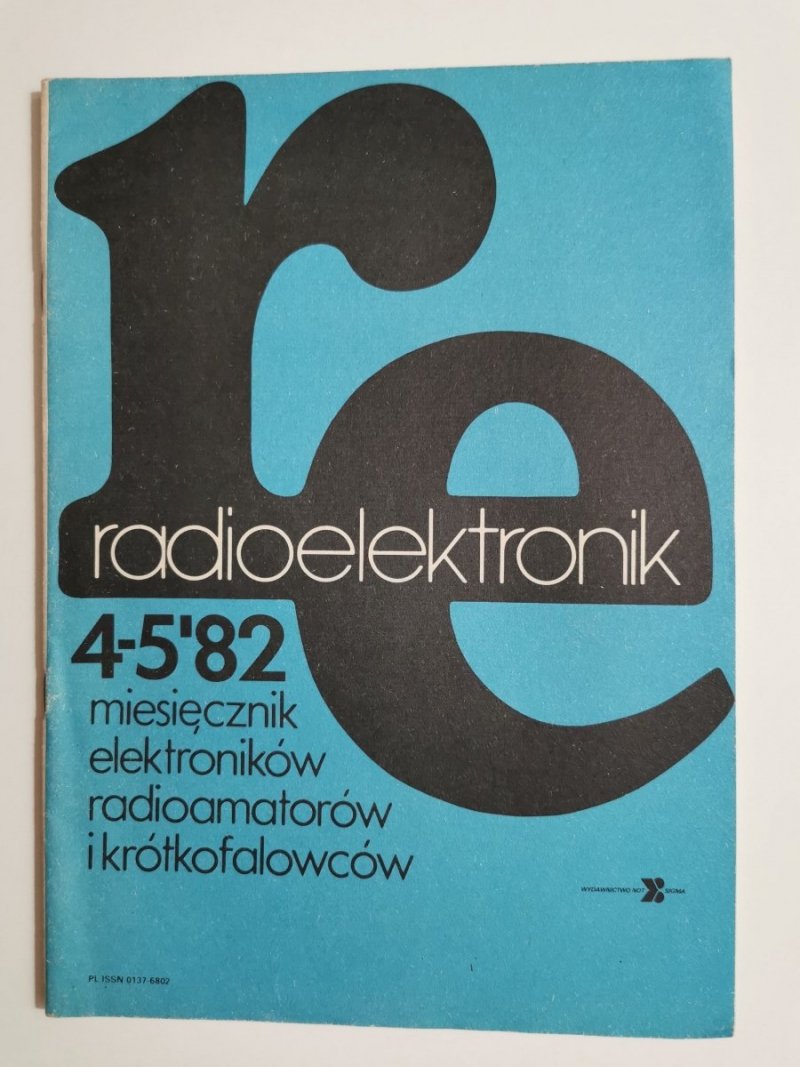 re
radioelektronik
4-5'82
miesięcznik
elektroników
radioamatorów
i krótkofalowców
WYDAWNICTWO NOT SIGMA
PL ISSN 0137-6802